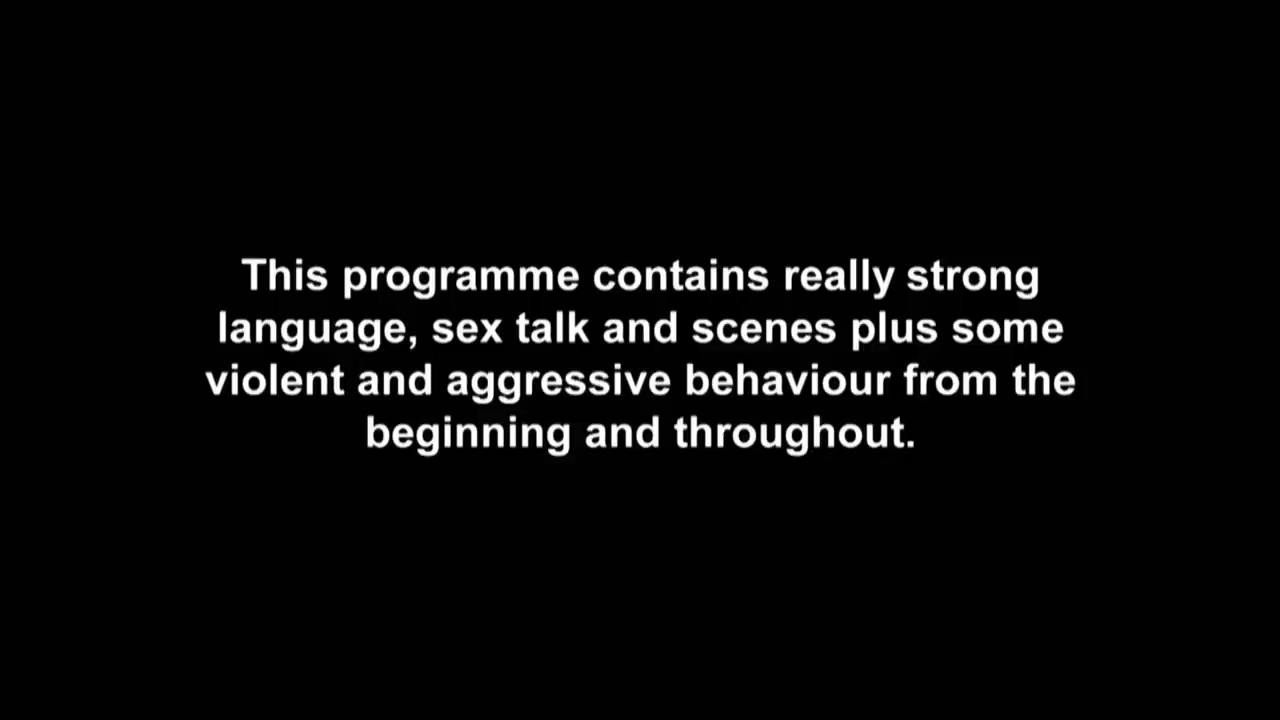 This programme contains really strong
language, sex talk and scenes plus some
violent and aggressive behaviour from the
beginning and throughout.